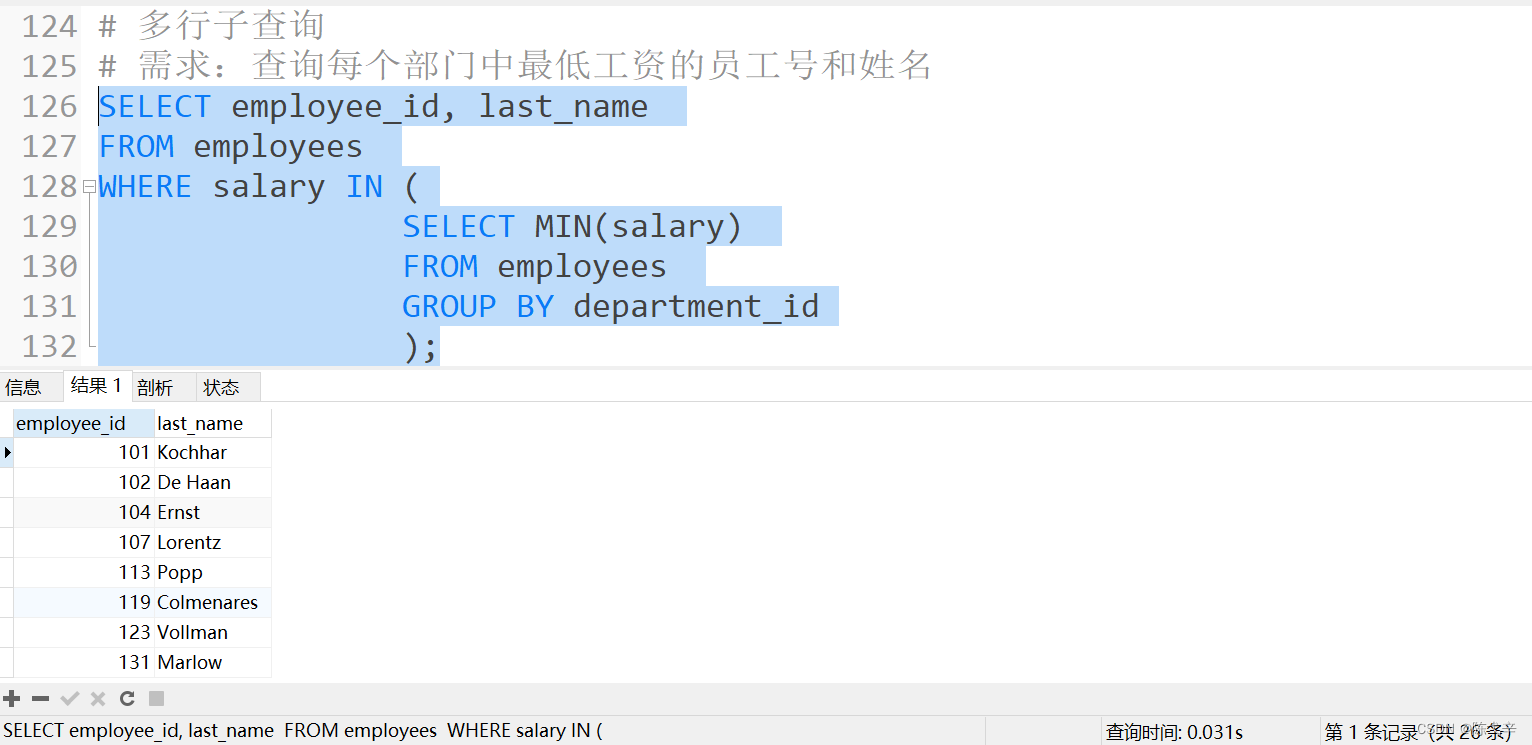 124 # 多行子查询
125 # 需求：查询每个部门中最低工资的员工号和姓名
126 SELECT employee_id, last_name
127 FROM employees
128 WHERE salary IN (
129 SELECT MIN(salary)
130 FROM employees
131 GROUP BY department_id
132 );
信息 结果 1 剖析 状态
employee_id last_name
101 Kochhar
102 De Haan
104 Ernst
107 Lorentz
113 Popp
119 Colmenares
123 Vollman
131 Marlow
SELECT employee_id, last_name FROM employees WHERE salary IN ( 查询时间: 0.031s 第 1 条记录 (共 26 条)